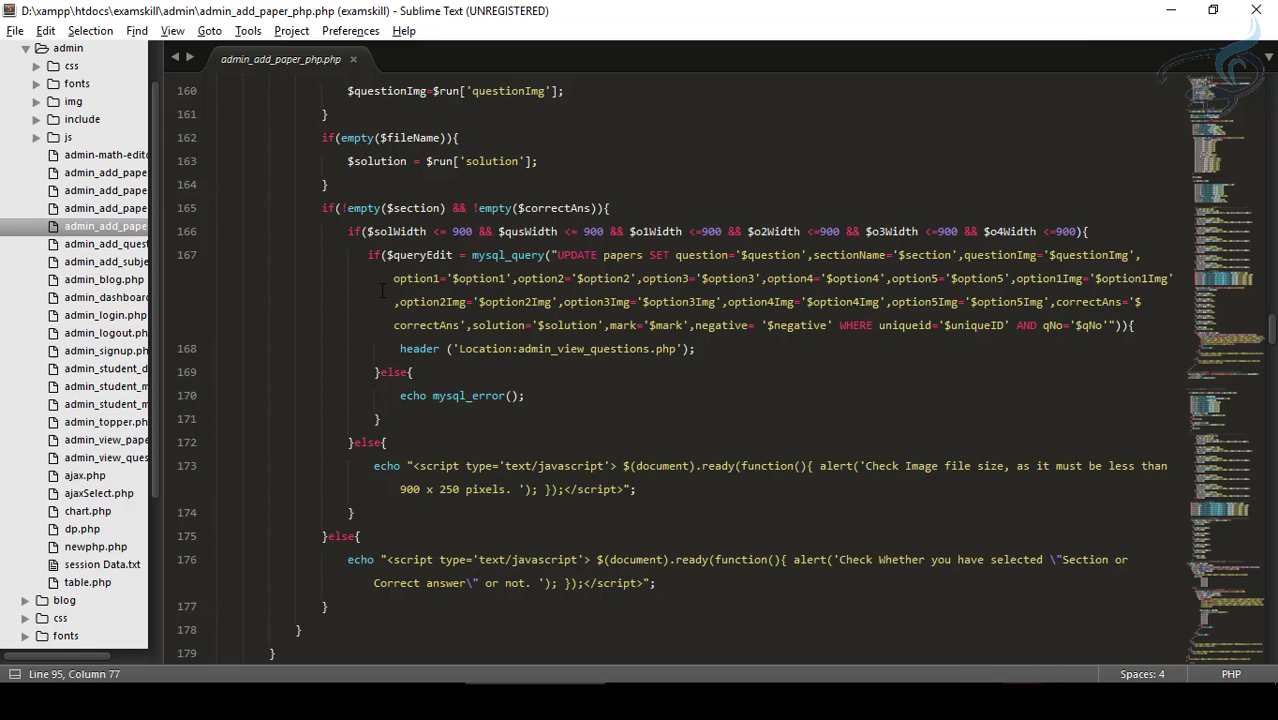 D:\xampp\htdocs\examskill\admin\admin_add_paper_php.php (examskill) - Sublime Text (UNREGISTERED)
File Edit Selection Find View Goto Tools Project Preferences Help
admin
css
fonts
img
include
js
admin-math-edito
admin_add_pape
admin_add_pape
admin_add_pape
admin_add_pape
admin_add_quest
admin_add_subje
admin_blog.php
admin_dashboard
admin_login.php
admin_logout.ph
admin_signup.ph
admin_student_d
admin_student_m
admin_student_m
admin_topper.ph
admin_view_pape
admin_view_ques
ajax.php
ajaxSelect.php
chart.php
dp.php
newphp.php
session Data.txt
table.php
blog
css
fonts
admin_add_paper_php.php
160 $questionImg=$run['questionImg'];
161 }
162 if(empty($fileName)){
163 $solution = $run['solution'];
164 }
165 if(!empty($section) && !empty($correctAns)){
166 if($solWidth <= 900 && $qusWidth <= 900 && $o1Width <=900 && $o2Width <=900 && $o3Width <=900 && $o4Width <=900){
167 if($queryEdit = mysql_query("UPDATE papers SET question='$question',sectionName='$section',questionImg='$questionImg',
option1='$option1',option2='$option2',option3='$option3',option4='$option4',option5='$option5',option1Img='$option1Img'
,option2Img='$option2Img',option3Img='$option3Img',option4Img='$option4Img',option5Img='$option5Img',correctAns='$
correctAns',solution='$solution',mark='$mark',negative= '$negative' WHERE uniqueid='$uniqueID' AND qNo='$qNo'")){
168 header ('Location:admin_view_questions.php');
169 }else{
170 echo mysql_error();
171 }
172 }else{
173 echo "<script type='text/javascript'> $(document).ready(function(){ alert('Check Image file size, as it must be less than
900 x 250 pixels. '); });</script>";
174 }
175 }else{
176 echo "<script type='text/javascript'> $(document).ready(function(){ alert('Check Whether you have selected \"Section or
Correct answer\" or not. '); });</script>";
177 }
178 }
179 }
Line 95, Column 77
Spaces: 4
PHP